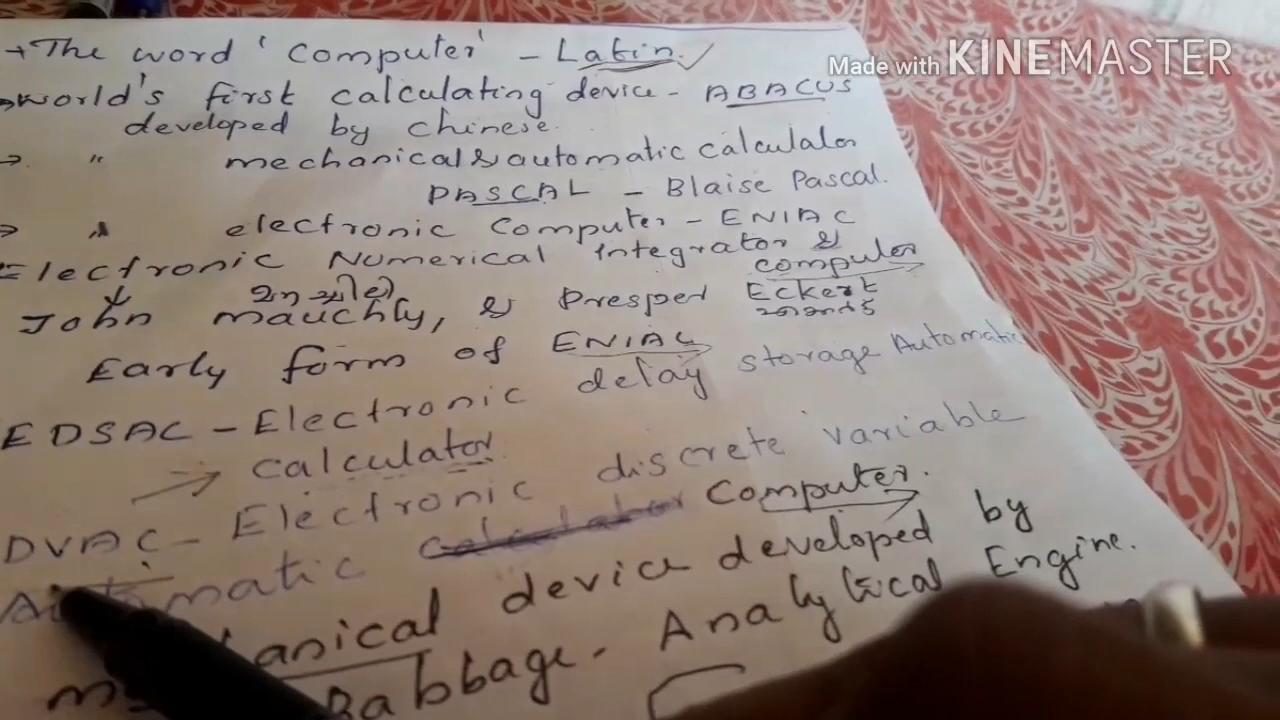 → The word 'Computer' - Latin. ✓
Made with KINEMASTER
→ World's first calculating device - ABACUS
developed by Chinese.
→ " mechanical & automatic calculator
PASCAL - Blaise Pascal.
→ " electronic Computer - ENIAC
Electronic Numerical Integrator &
computer
John Mauchly, & Presper Eckert
Early form of ENIAC
EDSAC - Electronic delay storage Automatic
→ Calculator
DVAC - Electronic discrete variable
Automatic Computer.
anical device developed by
Babbage - Analytical Engine.